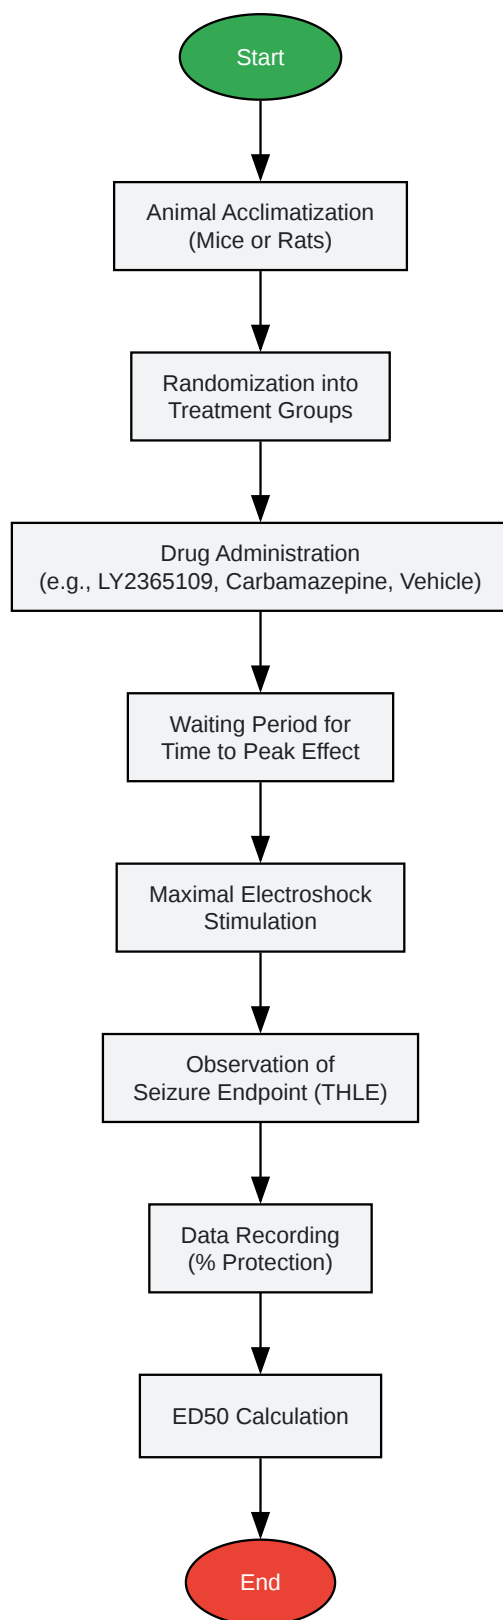 Start
Animal Acclimatization
(Mice or Rats)
Randomization into
Treatment Groups
Drug Administration
(e.g., LY2365109, Carbamazepine, Vehicle)
Waiting Period for
Time to Peak Effect
Maximal Electroshock
Stimulation
Observation of
Seizure Endpoint (THLE)
Data Recording
(% Protection)
ED50 Calculation
End